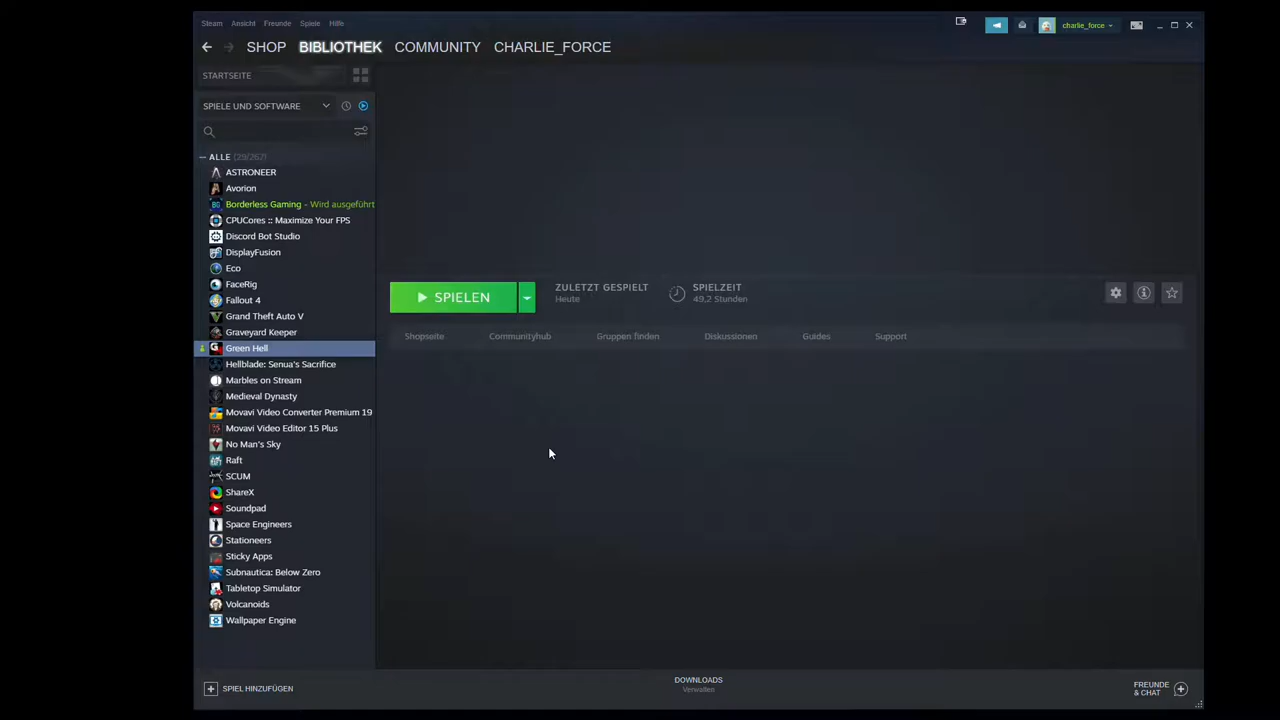 Steam Ansicht Freunde Spiele Hilfe
charlie_force
SHOP BIBLIOTHEK COMMUNITY CHARLIE_FORCE
STARTSEITE
SPIELE UND SOFTWARE
ALLE (29/267)
ASTRONEER
Avorion
Borderless Gaming - Wird ausgeführt
CPUCores :: Maximize Your FPS
Discord Bot Studio
DisplayFusion
Eco
FaceRig
Fallout 4
Grand Theft Auto V
Graveyard Keeper
Green Hell
Hellblade: Senua's Sacrifice
Marbles on Stream
Medieval Dynasty
Movavi Video Converter Premium 19
Movavi Video Editor 15 Plus
No Man's Sky
Raft
SCUM
ShareX
Soundpad
Space Engineers
Stationeers
Sticky Apps
Subnautica: Below Zero
Tabletop Simulator
Volcanoids
Wallpaper Engine
SPIELEN
ZULETZT GESPIELT
Heute
SPIELZEIT
49,2 Stunden
Shopseite Communityhub Gruppen finden Diskussionen Guides Support
SPIEL HINZUFÜGEN
DOWNLOADS
Verwalten
FREUNDE
& CHAT